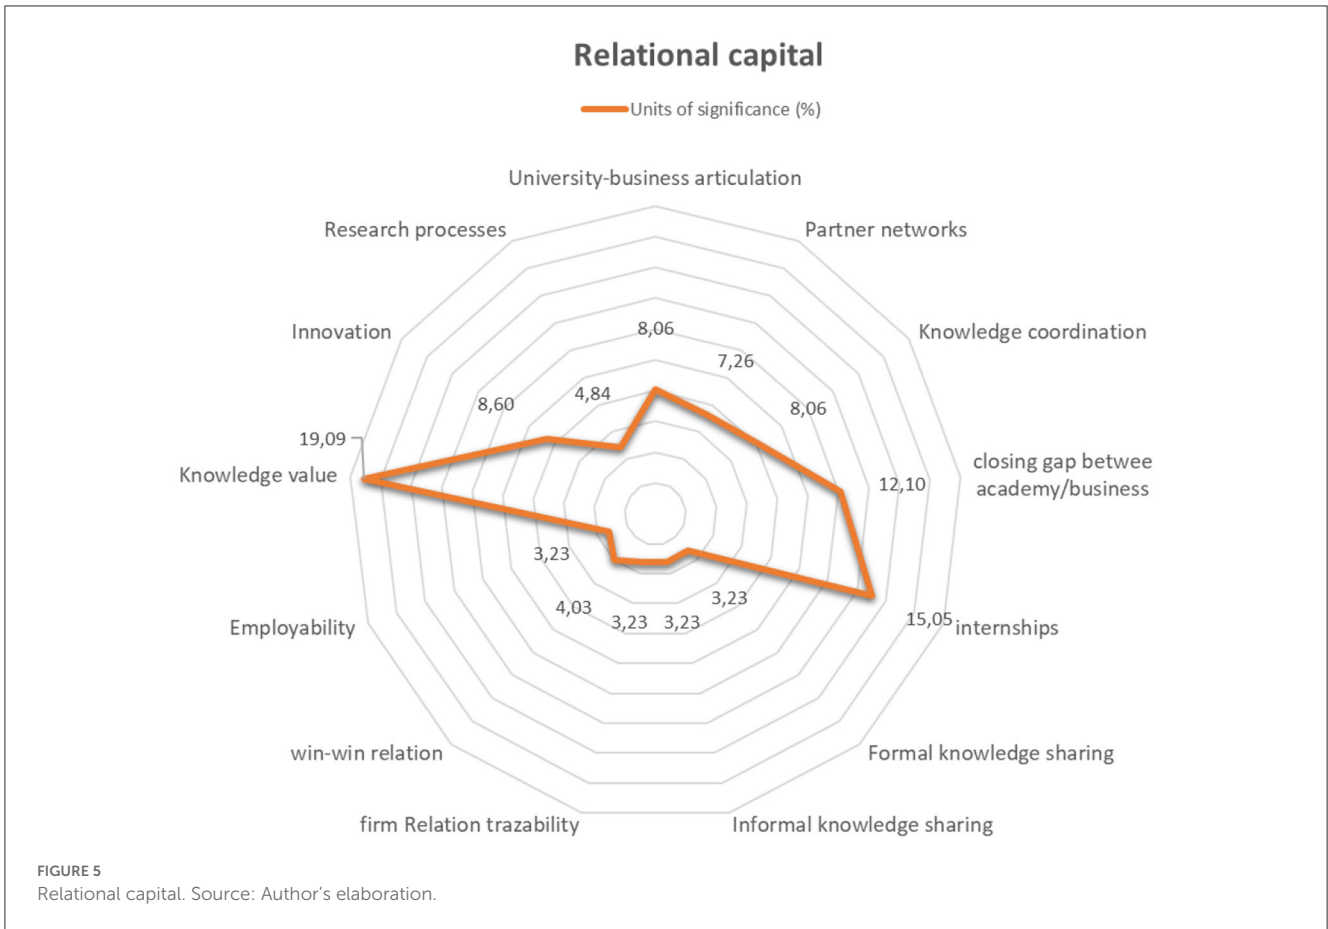 Relational capital
Units of significance (%)
University-business articulation
Research processes
Partner networks
Innovation
Knowledge coordination
8,06
7,26
4,84
8,60
8,06
19,09
Knowledge value
closing gap betwee
academy/business
12,10
3,23
4,03
3,23
3,23
3,23
15,05
internships
Employability
win-win relation
Formal knowledge sharing
firm Relation trazability
Informal knowledge sharing
FIGURE 5
Relational capital. Source: Author's elaboration.